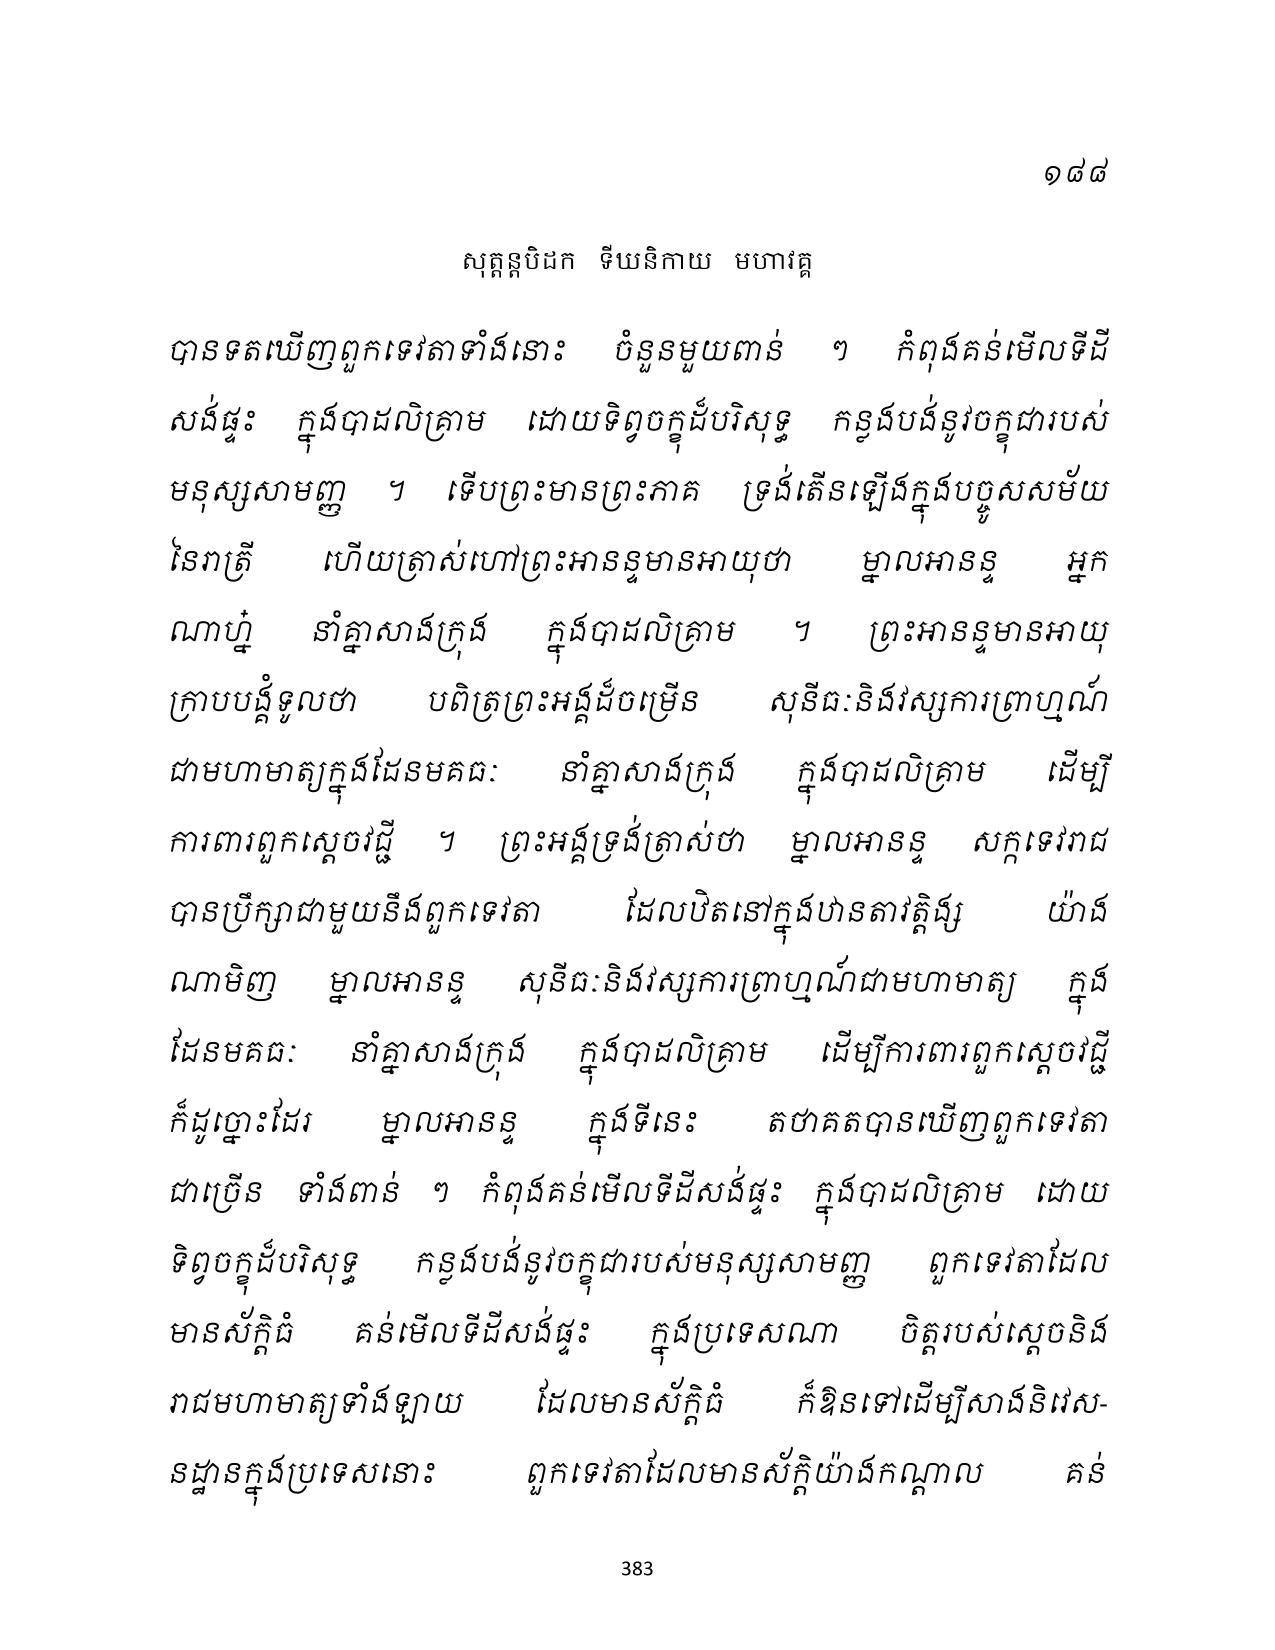 ១៨៨
សុត្តន្តបិដក ទីឃនិកាយ មហាវគ្គ
បានទតឃើញពួកទេវតាទាំងនោះ ចំនួនមួយពាន់ ៗ កំពុងគន់មើលទីដី
សង់ផ្ទះ ក្នុងបាដលិគ្រាម ដោយទិព្វចក្ខុដ៏បរិសុទ្ធ កន្លងបង់នូវចក្ខុជារបស់
មនុស្សសាមញ្ញ ។ ទើបព្រះមានព្រះភាគ ទ្រង់តើនឡើងក្នុងបច្ចូសសម័យ
នៃរាត្រី ហើយត្រាស់ហៅព្រះអានន្ទមានអាយុថា ម្នាលអានន្ទ អ្នក
ណាហ្ន៎ នាំគ្នាសាងក្រុង ក្នុងបាដលិគ្រាម ។ ព្រះអានន្ទមានអាយុ
ក្រាបបង្គំទូលថា បពិត្រព្រះអង្គដ៏ចម្រើន សុនីធៈនិងវស្សការព្រាហ្មណ៍
ជាមហាមាត្យក្នុងដែនមគធៈ នាំគ្នាសាងក្រុង ក្នុងបាដលិគ្រាម ដើម្បី
ការពារពួកស្តេចវជ្ជី ។ ព្រះអង្គទ្រង់ត្រាស់ថា ម្នាលអានន្ទ សក្កទេវរាជ
បានប្រឹក្សាជាមួយនឹងពួកទេវតា ដែលឋិតនៅក្នុងឋានតាវត្តិង្ស យ៉ាង
ណាមិញ ម្នាលអានន្ទ សុនីធៈនិងវស្សការព្រាហ្មណ៍ជាមហាមាត្យ ក្នុង
ដែនមគធៈ នាំគ្នាសាងក្រុង ក្នុងបាដលិគ្រាម ដើម្បីការពារពួកស្តេចវជ្ជី
ក៏ដូច្នោះដែរ ម្នាលអានន្ទ ក្នុងទីនេះ តថាគតបានឃើញពួកទេវតា
ជាច្រើន ទាំងពាន់ ៗ កំពុងគន់មើលទីដីសង់ផ្ទះ ក្នុងបាដលិគ្រាម ដោយ
ទិព្វចក្ខុដ៏បរិសុទ្ធ កន្លងបង់នូវចក្ខុជារបស់មនុស្សសាមញ្ញ ពួកទេវតាដែល
មានស័ក្តិធំ គន់មើលទីដីសង់ផ្ទះ ក្នុងប្រទេសណា ចិត្តរបស់ស្តេចនិង
រាជមហាមាត្យទាំងឡាយ ដែលមានស័ក្តិធំ ក៏ឱនទៅដើម្បីសាងនិវេស-
នដ្ឋានក្នុងប្រទេសនោះ ពួកទេវតាដែលមានស័ក្តិយ៉ាងកណ្តាល គន់
383